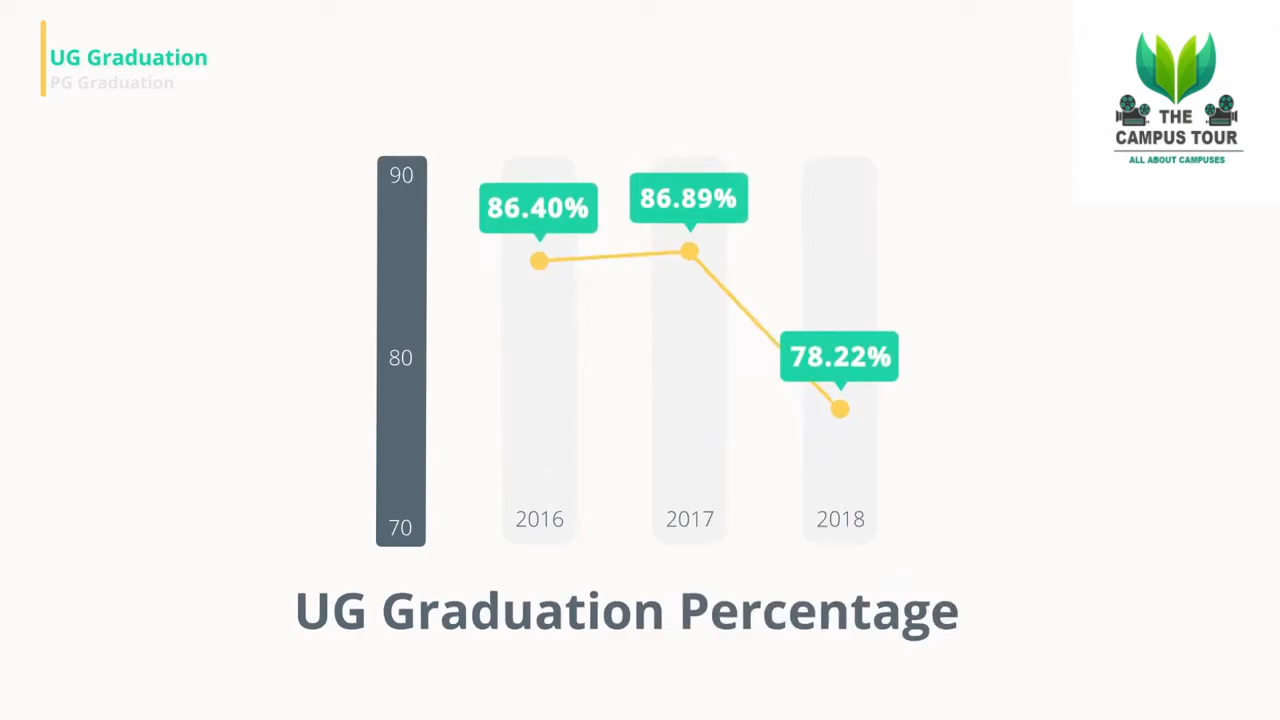 UG Graduation
PG Graduation
THE
CAMPUS TOUR
ALL ABOUT CAMPUSES
90
86.40%
86.89%
80
78.22%
70
2016
2017
2018
UG Graduation Percentage